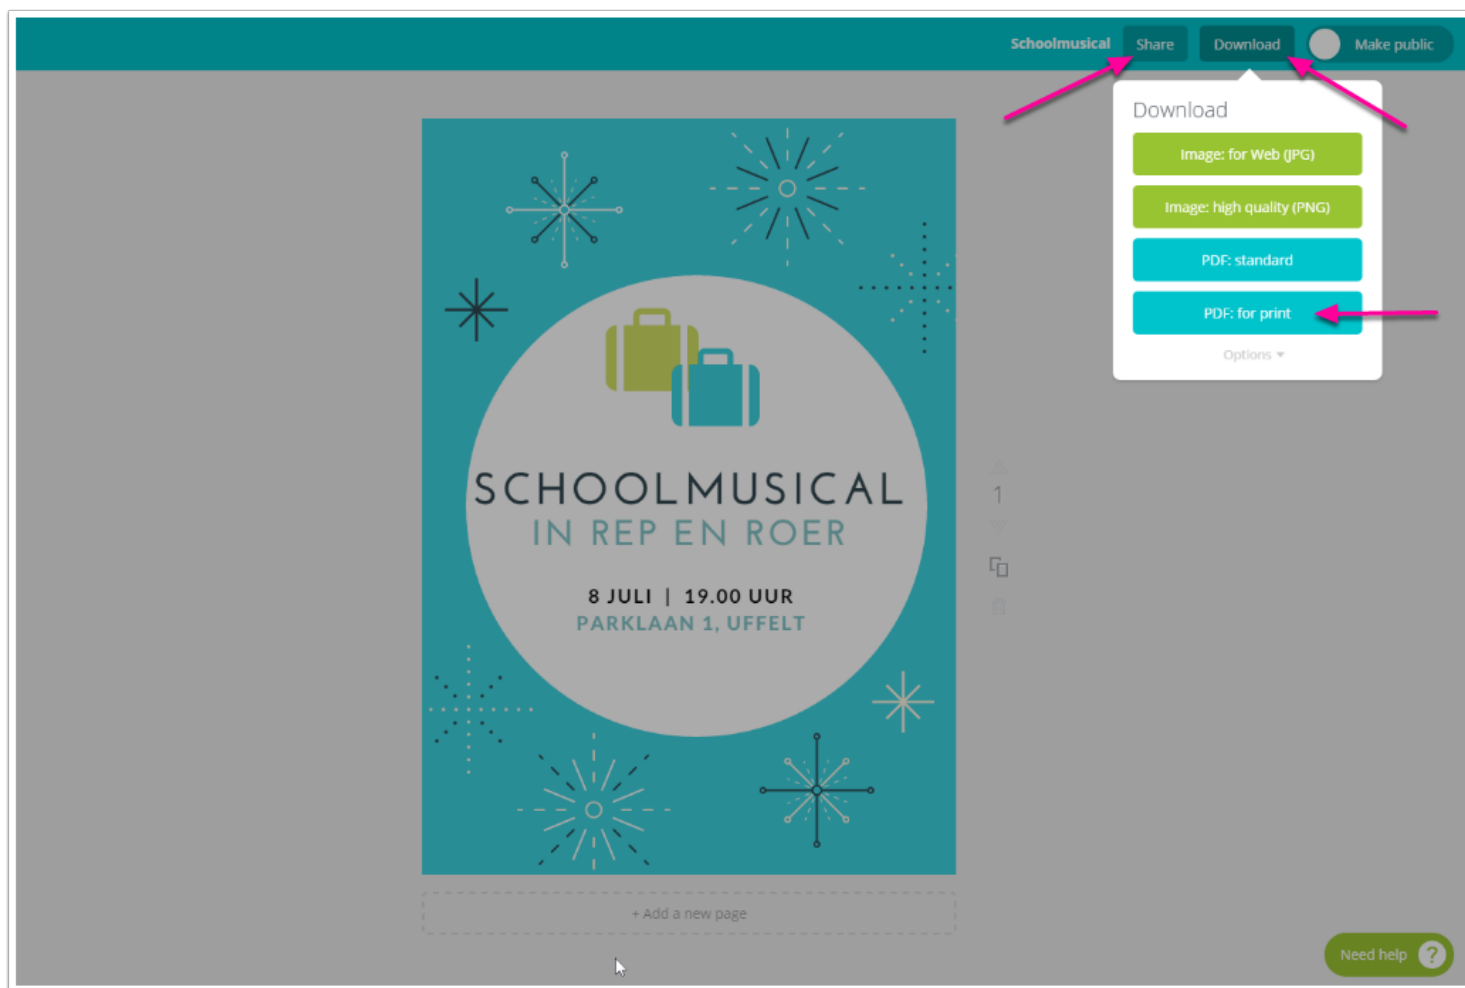 Schoolmusical Share Download Make public
Download
Image: for Web (JPG)
Image: high quality (PNG)
PDF: standard
PDF: for print
Options
SCHOOLMUSICAL
IN REP EN ROER
8 JULI | 19.00 UUR
PARKLAAN 1, UFFELT
1
+ Add a new page
Need help ?